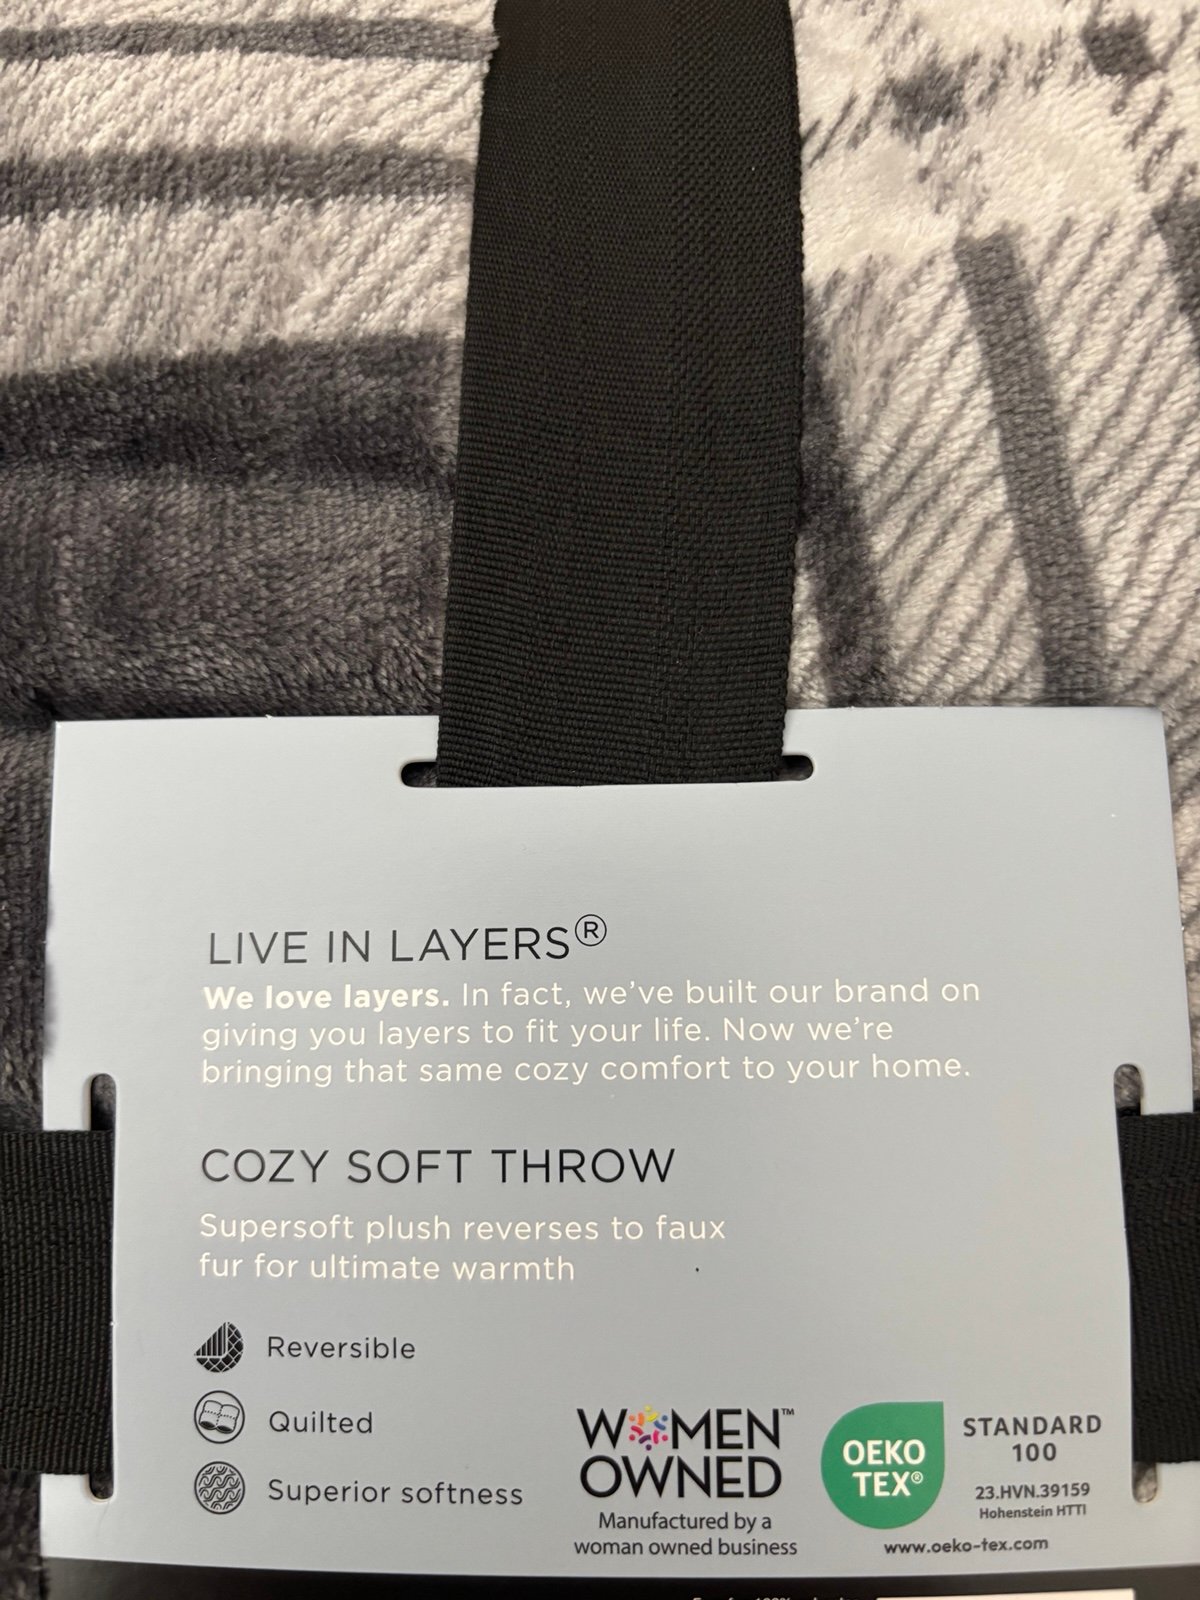 LIVE IN LAYERS®
We love layers. In fact, we've built our brand on
giving you layers to fit your life. Now we're
bringing that same cozy comfort to your home.
COZY SOFT THROW
Supersoft plush reverses to faux
fur for ultimate warmth
Reversible
Quilted
Superior softness
WOMEN™
OWNED
Manufactured by a
woman owned business
OEKO
TEX®
STANDARD
100
23.HVN.39159
Hohenstein HTTI
www.oeko-tex.com